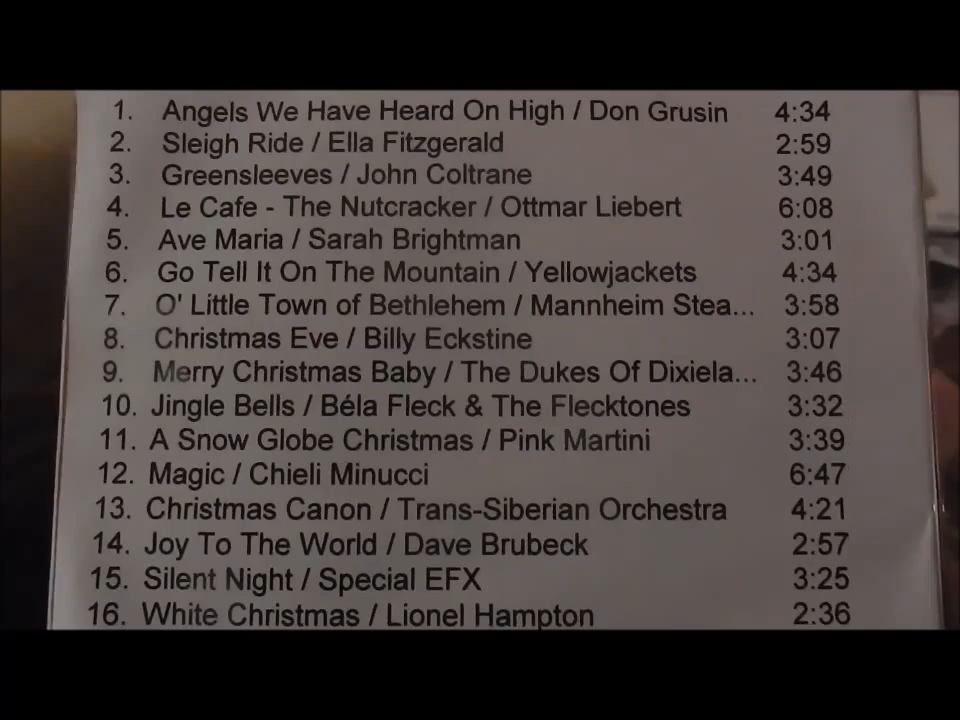 1. Angels We Have Heard On High / Don Grusin 4:34
2. Sleigh Ride / Ella Fitzgerald 2:59
3. Greensleeves / John Coltrane 3:49
4. Le Cafe - The Nutcracker / Ottmar Liebert 6:08
5. Ave Maria / Sarah Brightman 3:01
6. Go Tell It On The Mountain / Yellowjackets 4:34
7. O' Little Town of Bethlehem / Mannheim Stea... 3:58
8. Christmas Eve / Billy Eckstine 3:07
9. Merry Christmas Baby / The Dukes Of Dixiela... 3:46
10. Jingle Bells / Béla Fleck & The Flecktones 3:32
11. A Snow Globe Christmas / Pink Martini 3:39
12. Magic / Chieli Minucci 6:47
13. Christmas Canon / Trans-Siberian Orchestra 4:21
14. Joy To The World / Dave Brubeck 2:57
15. Silent Night / Special EFX 3:25
16. White Christmas / Lionel Hampton 2:36